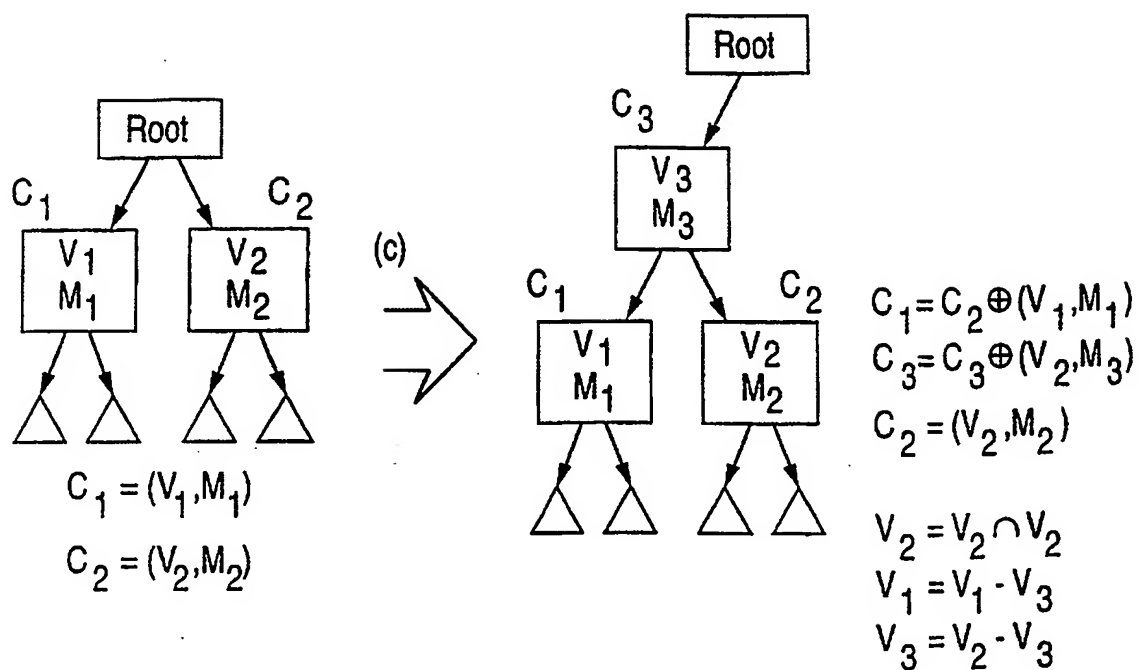 Root
C1
C2
V1
M1
V2
M2
C1 = (V1,M1)
C2 = (V2,M2)
(c)
Root
C3
V3
M3
C1
C2
V1
M1
V2
M2
C1 = C2 ⊕ (V1,M1)
C3 = C3 ⊕ (V2,M3)
C2 = (V2,M2)
V2 = V2 ∩ V2
V1 = V1 - V3
V3 = V2 - V3